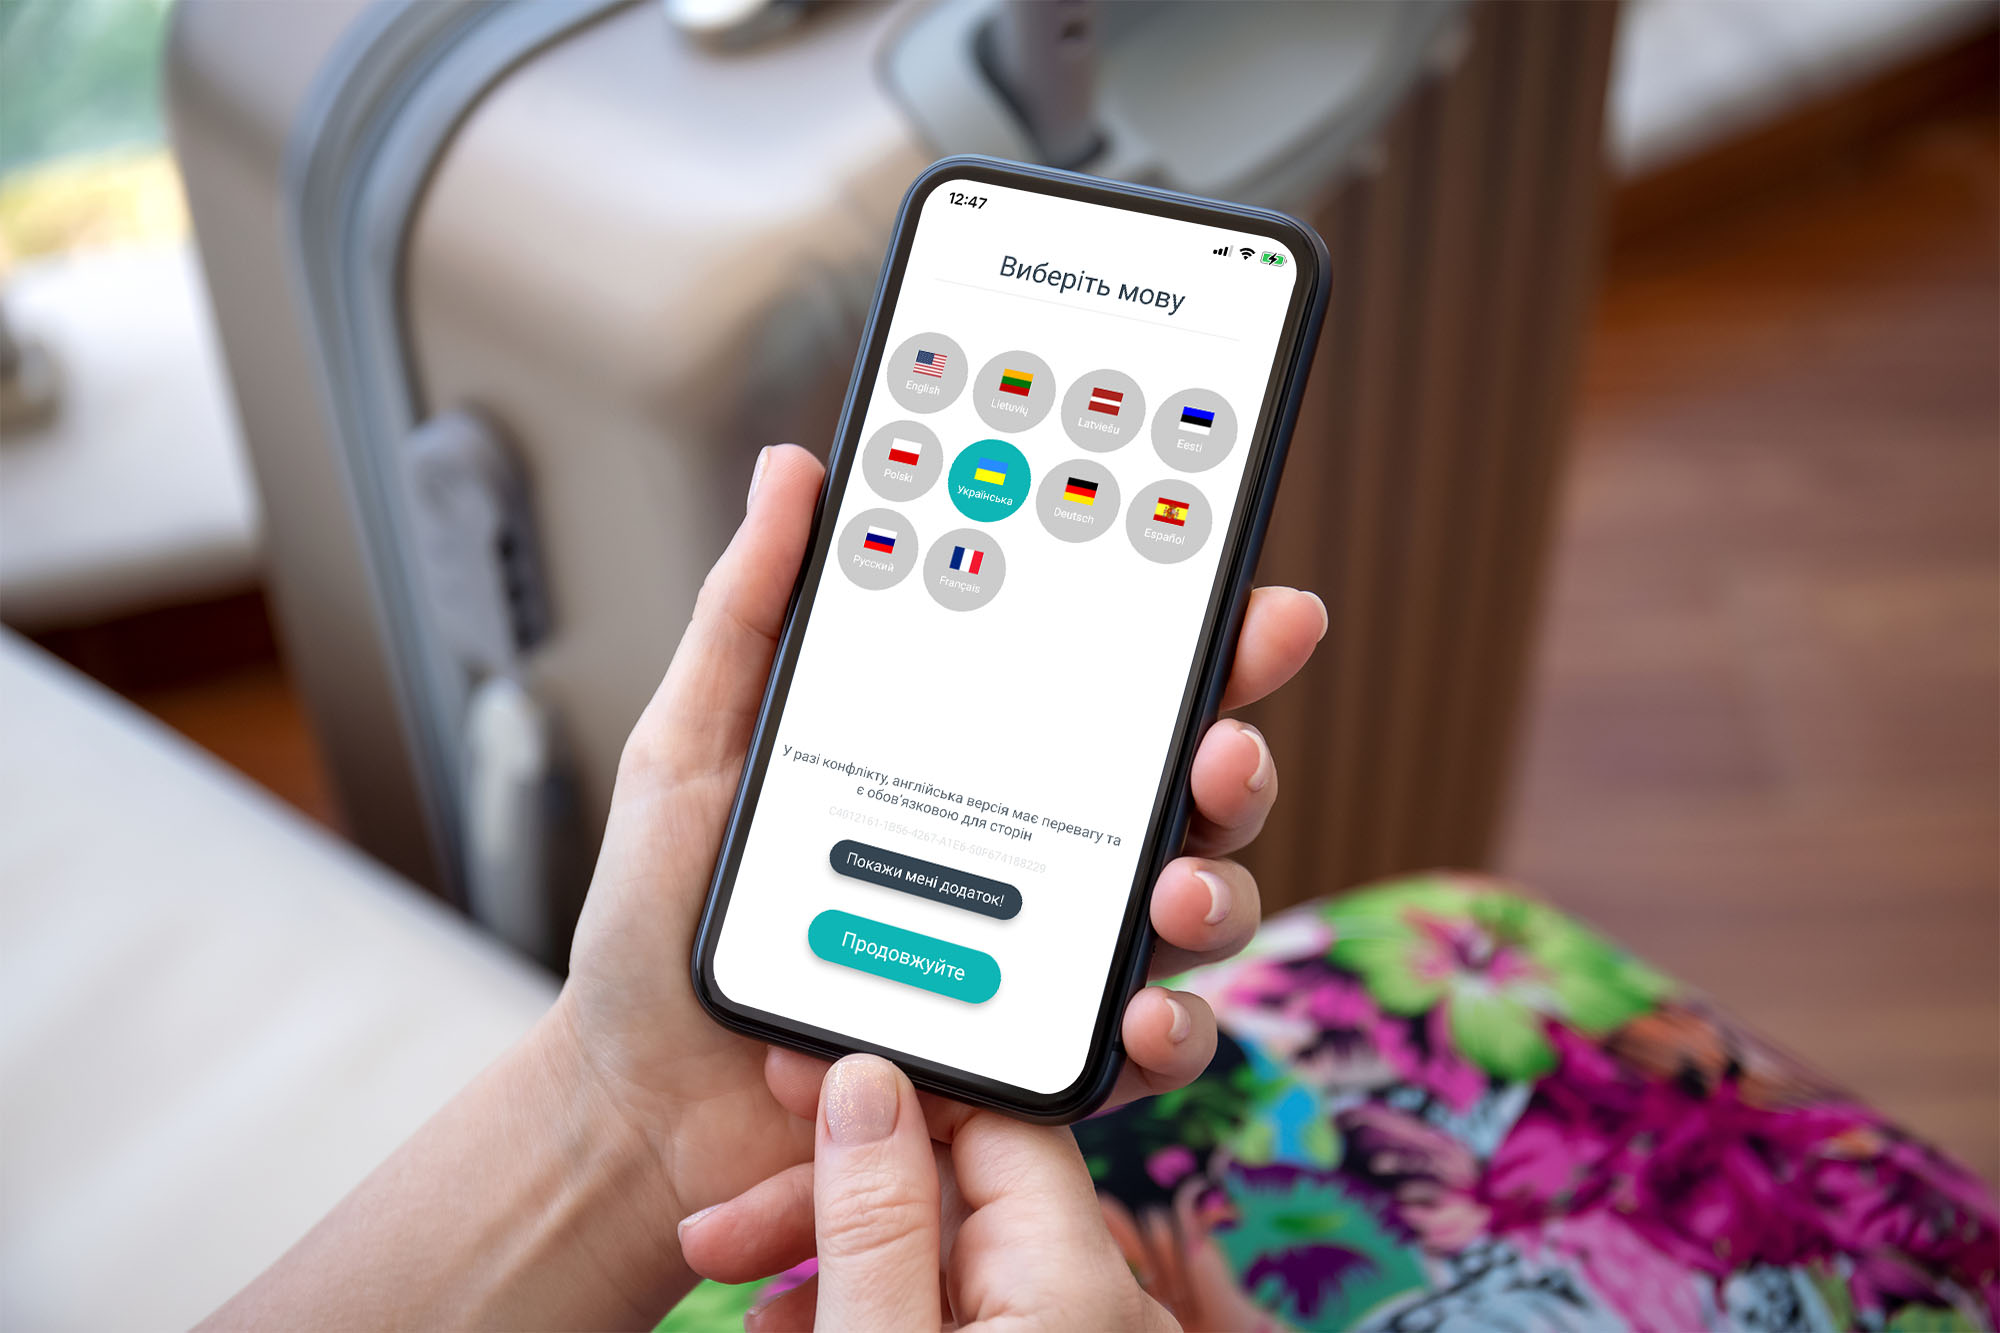 12:47
Виберіть мову
English
Lietuvių
Latviešu
Eesti
Polski
Українська
Deutsch
Español
Русский
Français
У разі конфлікту, англійська версія має перевагу та
є обов'язковою для сторін
C4012161-1B56-4267-A1E6-50F674188229
Покажи мені додаток!
Продовжуйте